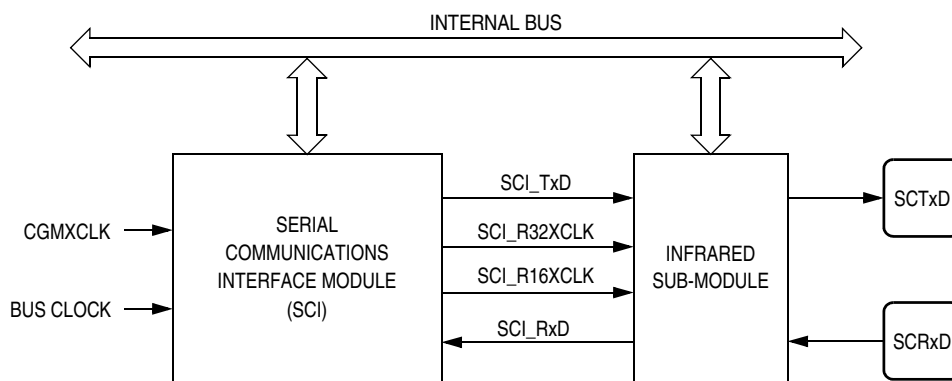 INTERNAL BUS
CGMXCLK
BUS CLOCK
SERIAL
COMMUNICATIONS
INTERFACE MODULE
(SCI)
SCI_TxD
SCI_R32XCLK
SCI_R16XCLK
SCI_RxD
INFRARED
SUB-MODULE
SCTxD
SCRxD